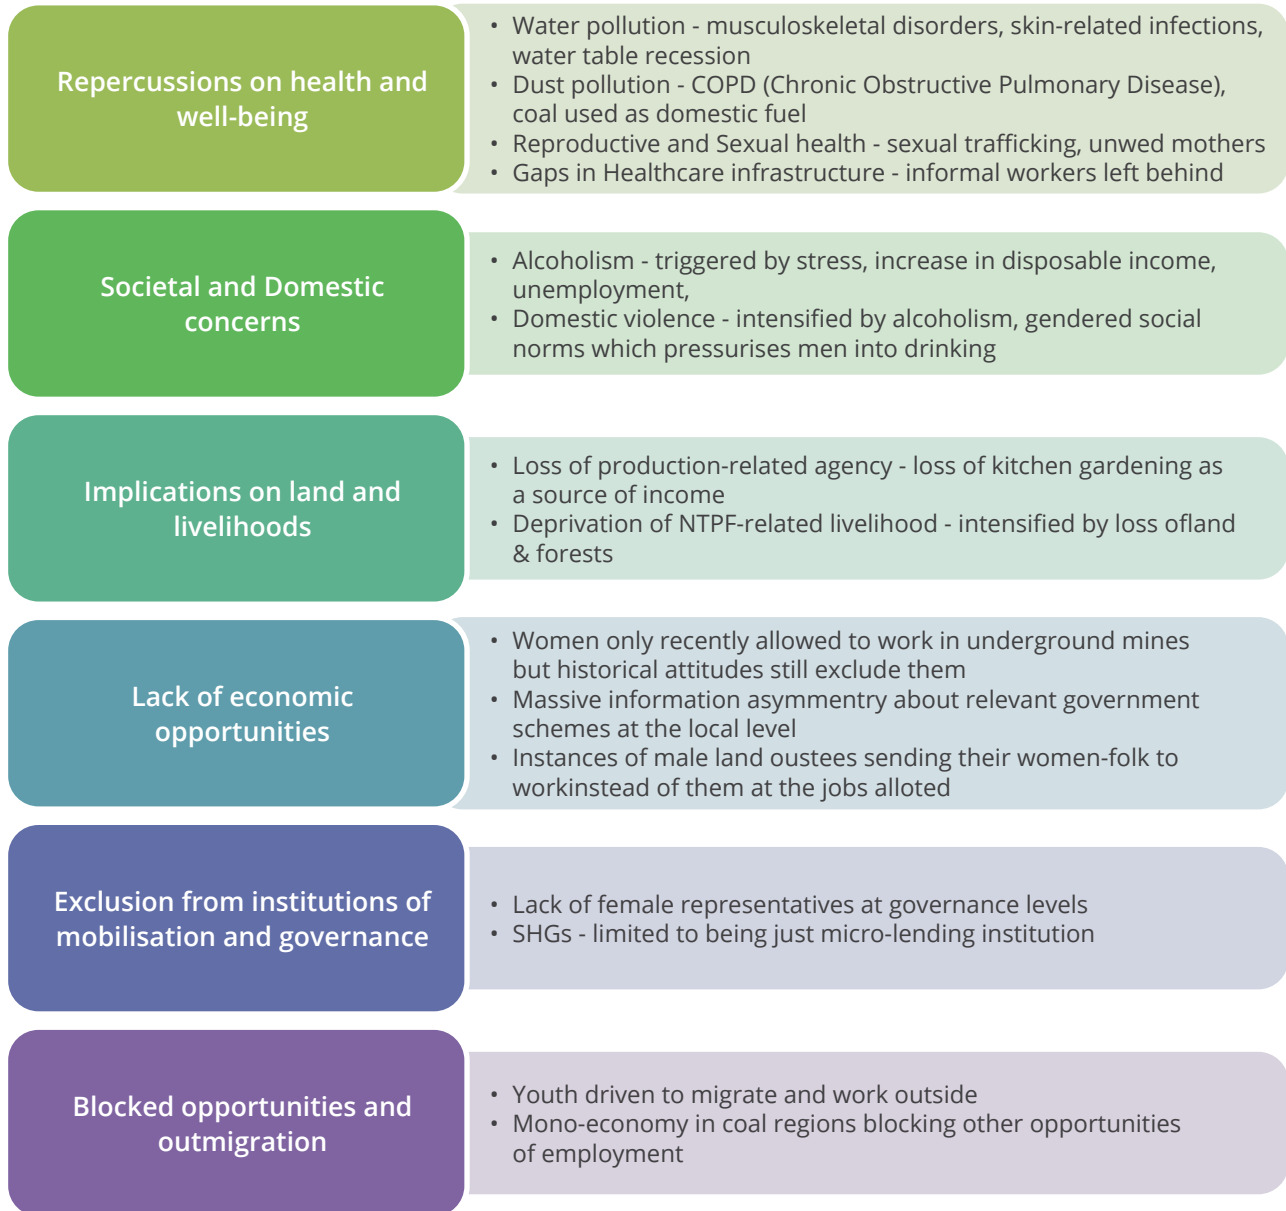 Repercussions on health and
well-being
• Water pollution - musculoskeletal disorders, skin-related infections,
water table recession
• Dust pollution - COPD (Chronic Obstructive Pulmonary Disease),
coal used as domestic fuel
• Reproductive and Sexual health - sexual trafficking, unwed mothers
• Gaps in Healthcare infrastructure - informal workers left behind
Societal and Domestic
concerns
• Alcoholism - triggered by stress, increase in disposable income,
unemployment,
• Domestic violence - intensified by alcoholism, gendered social
norms which pressurises men into drinking
Implications on land and
livelihoods
• Loss of production-related agency - loss of kitchen gardening as
a source of income
• Deprivation of NTPF-related livelihood - intensified by loss ofland
& forests
Lack of economic
opportunities
• Women only recently allowed to work in underground mines
but historical attitudes still exclude them
• Massive information asymmentry about relevant government
schemes at the local level
• Instances of male land oustees sending their women-folk to
workinstead of them at the jobs alloted
Exclusion from institutions of
mobilisation and governance
• Lack of female representatives at governance levels
• SHGs - limited to being just micro-lending institution
Blocked opportunities and
outmigration
• Youth driven to migrate and work outside
• Mono-economy in coal regions blocking other opportunities
of employment